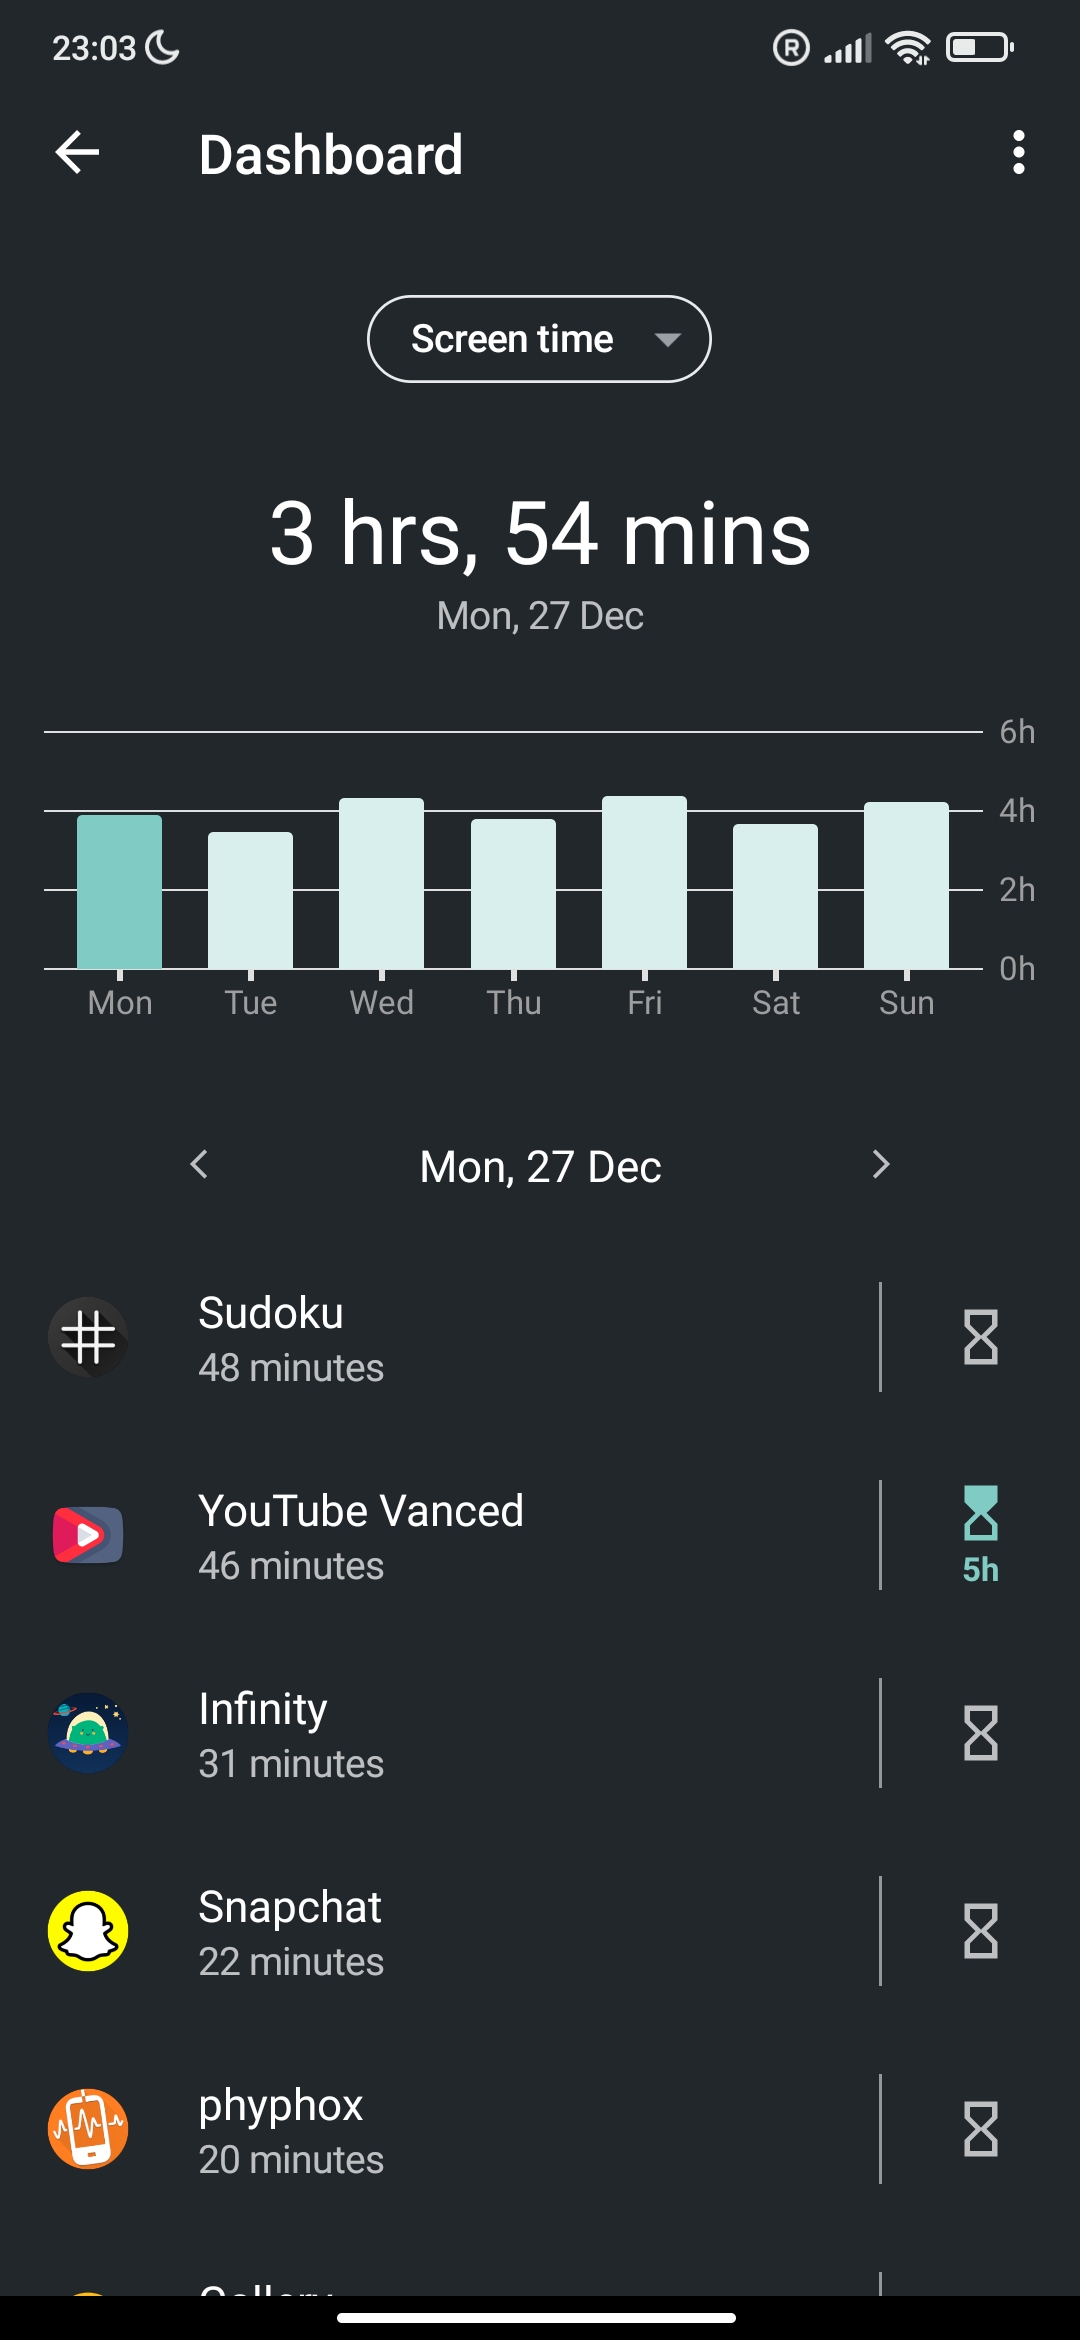 23:03
R
Dashboard
Screen time
3 hrs, 54 mins
Mon, 27 Dec
6h
4h
2h
0h
Mon Tue Wed Thu Fri Sat Sun
Mon, 27 Dec
Sudoku
48 minutes
YouTube Vanced
46 minutes
5h
Infinity
31 minutes
Snapchat
22 minutes
phyphox
20 minutes
Gallery